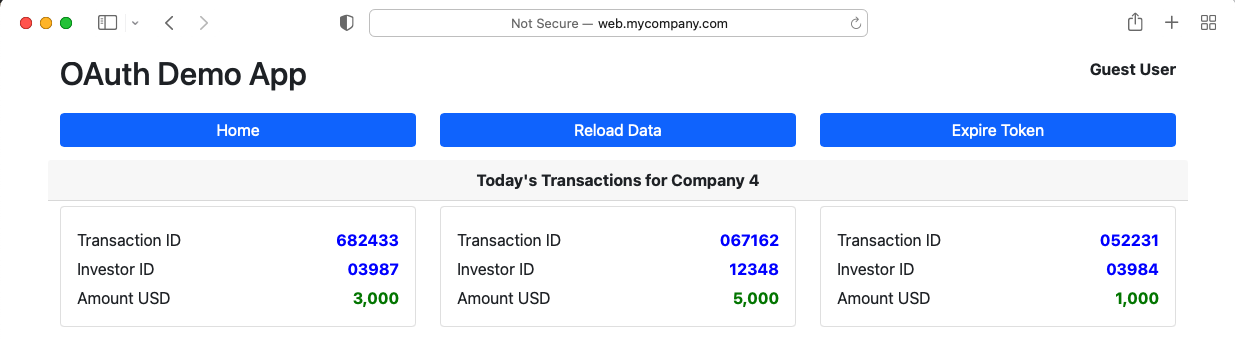 Not Secure — web.mycompany.com
OAuth Demo App
Guest User
Home
Reload Data
Expire Token
Today's Transactions for Company 4
Transaction ID 682433
Investor ID 03987
Amount USD 3,000
Transaction ID 067162
Investor ID 12348
Amount USD 5,000
Transaction ID 052231
Investor ID 03984
Amount USD 1,000